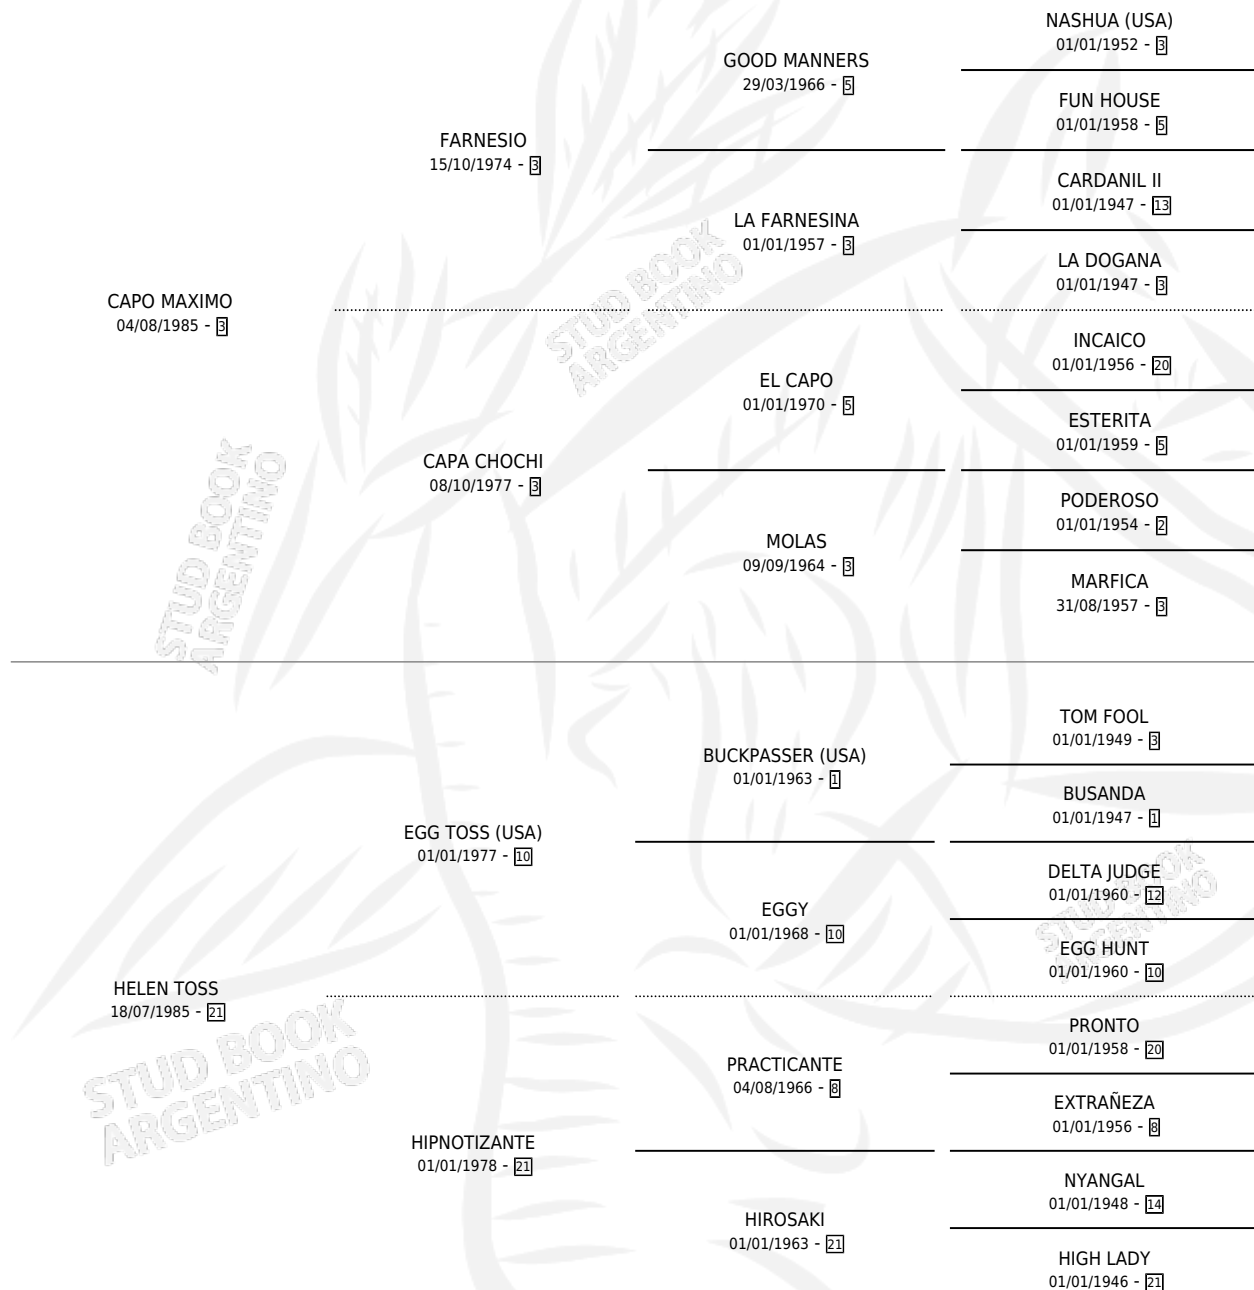 NASHUA (USA)
01/01/1952 - 3
GOOD MANNERS
29/03/1966 - 5
FUN HOUSE
01/01/1958 - 5
FARNESIO
15/10/1974 - 3
CARDANIL II
01/01/1947 - 13
LA FARNESINA
01/01/1957 - 3
LA DOGANA
01/01/1947 - 3
CAPO MAXIMO
04/08/1985 - 3
STUD BOOK
ARGENTINO
INCAICO
01/01/1956 - 20
EL CAPO
01/01/1970 - 5
ESTERITA
01/01/1959 - 5
CAPA CHOCHI
08/10/1977 - 3
PODEROSO
01/01/1954 - 2
MOLAS
09/09/1964 - 3
MARFICA
31/08/1957 - 3
STUD BOOK
ARGENTINO
TOM FOOL
01/01/1949 - 3
BUCKPASSER (USA)
01/01/1963 - 1
BUSANDA
01/01/1947 - 1
EGG TOSS (USA)
01/01/1977 - 10
DELTA JUDGE
01/01/1960 - 12
EGGY
01/01/1968 - 10
STUD BOOK
ARGENTINO
EGG HUNT
01/01/1960 - 10
HELEN TOSS
18/07/1985 - 21
STUD BOOK
ARGENTINO
PRONTO
01/01/1958 - 20
PRACTICANTE
04/08/1966 - 8
EXTRAÑEZA
01/01/1956 - 8
HIPNOTIZANTE
01/01/1978 - 21
NYANGAL
01/01/1948 - 14
HIROSAKI
01/01/1963 - 21
HIGH LADY
01/01/1946 - 21